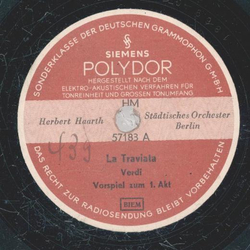 SONDERKLASSE DER DEUTSCHEN GRAMMOPHON G·M·B·H
SIEMENS
POLYDOR
HERGESTELLT NACH DEM
ELEKTRO-AKUSTISCHEN VERFAHREN FÜR
TONREINHEIT UND GROSSEN TONUMFANG
HM
Herbert Haarth
Städtisches Orchester
Berlin
57183 A
439
La Traviata
Verdi
Vorspiel zum 1. Akt
BIEM
DAS RECHT ZUR RADIOSENDUNG BLEIBT VORBEHALTEN